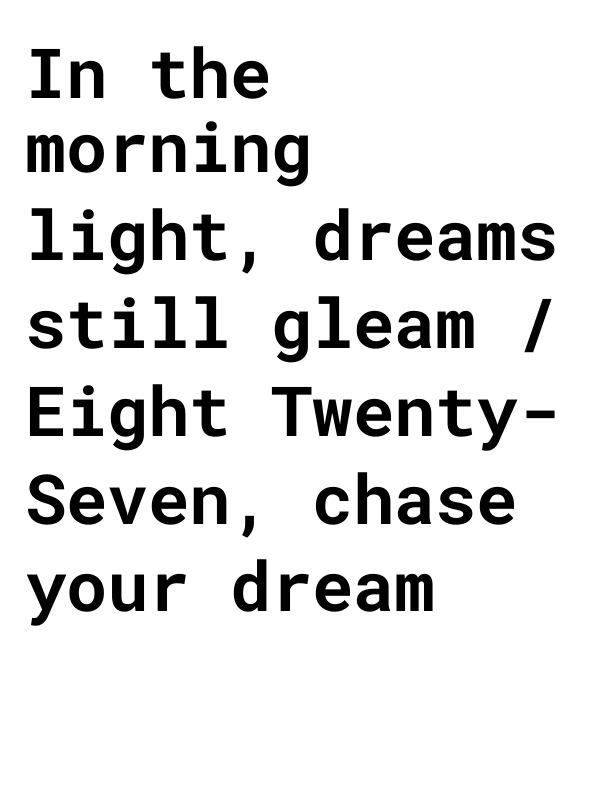 In the
morning
light, dreams
still gleam /
Eight Twenty-
Seven, chase
your dream